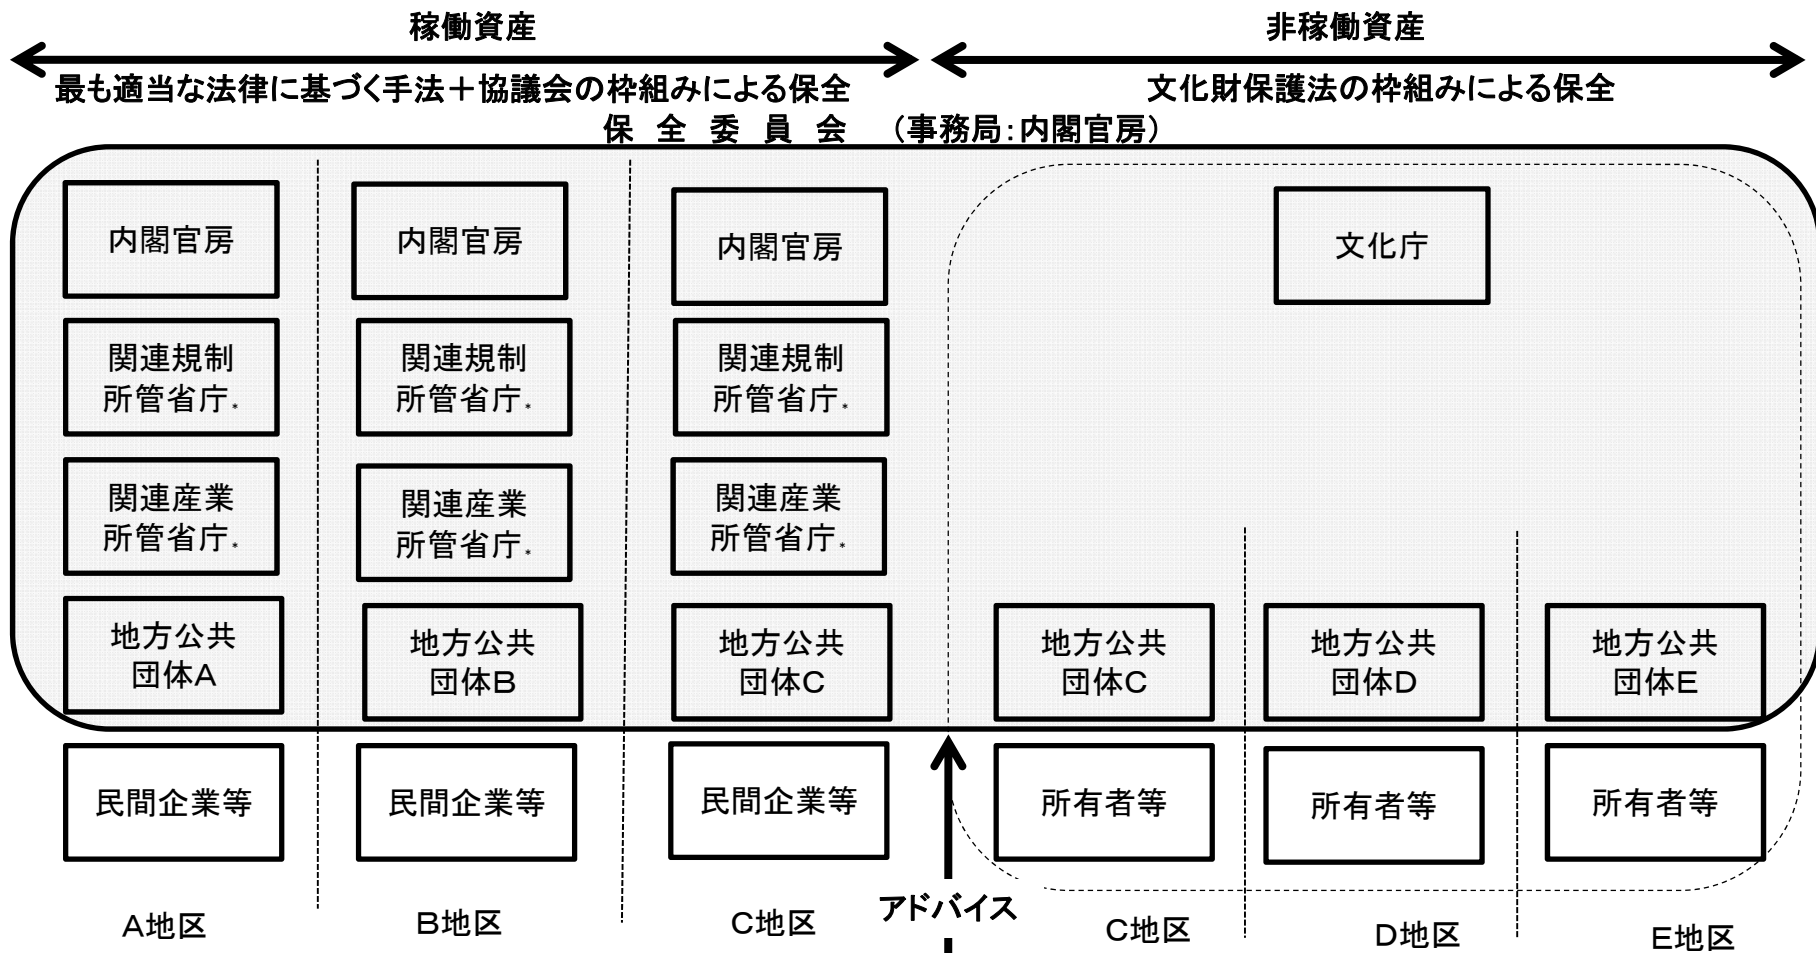 稼働資産
非稼働資産
最も適当な法律に基づく手法＋協議会の枠組みによる保全
文化財保護法の枠組みによる保全
保全委員会 （事務局：内閣官房）
内閣官房
内閣官房
内閣官房
文化庁
関連規制
所管省庁*
関連規制
所管省庁*
関連規制
所管省庁*
関連産業
所管省庁*
関連産業
所管省庁*
関連産業
所管省庁*
地方公共
団体A
地方公共
団体B
地方公共
団体C
地方公共
団体C
地方公共
団体D
地方公共
団体E
民間企業等
民間企業等
民間企業等
所有者等
所有者等
所有者等
A地区
B地区
C地区
アドバイス
C地区
D地区
E地区